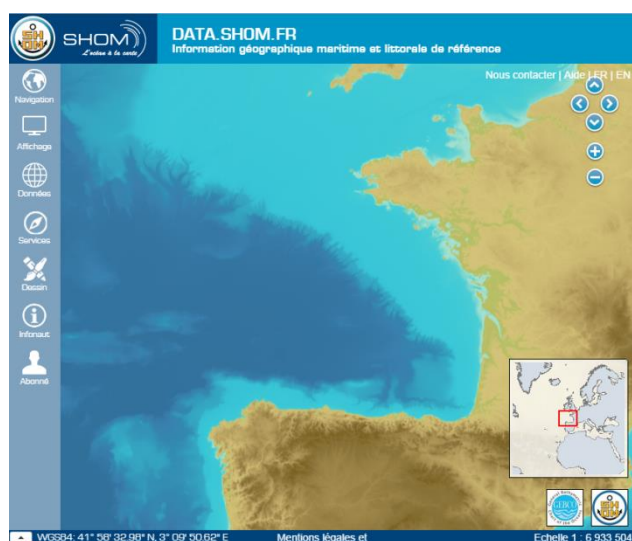 SHOM
L'océan à la carte
DATA.SHOM.FR
Information géographique maritime et littorale de référence
Nous contacter | Aide | FR | EN
Navigation
Affichage
Données
Services
Dessin
Infonaut
Abonné
GEBCO
WGS84: 41° 58' 32.98" N, 3° 09' 50.62" E
Mentions légales et
Echelle 1 : 6 933 504